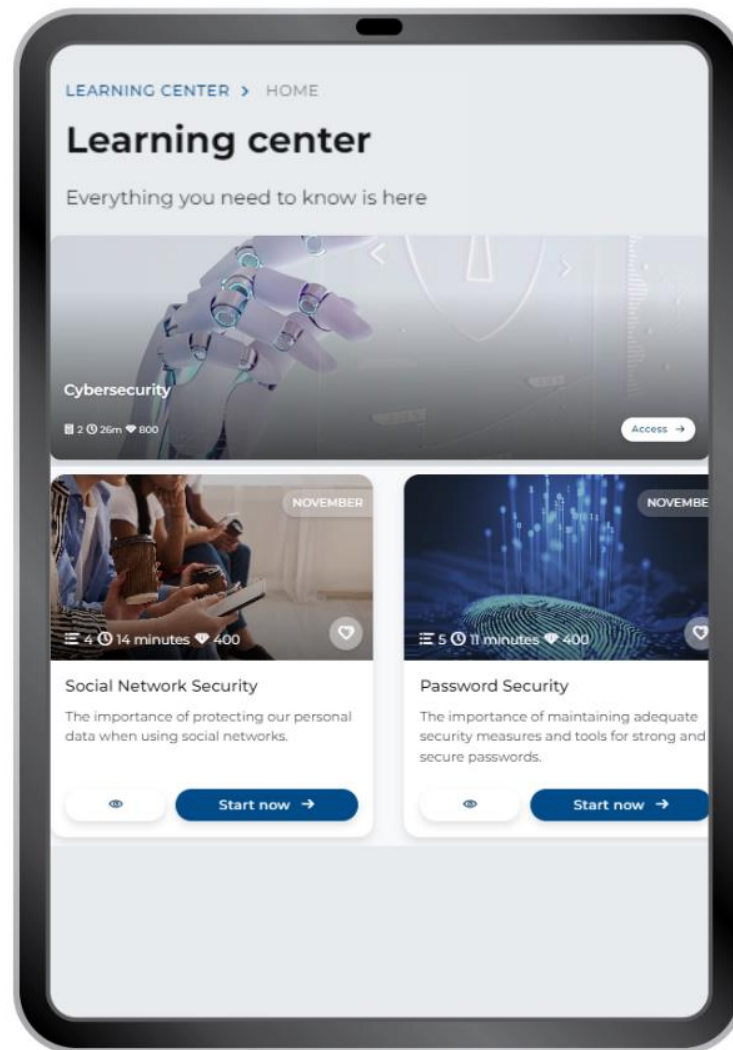 LEARNING CENTER > HOME
Learning center
Everything you need to know is here
Cybersecurity
2 26m 800
Access →
NOVEMBER
4 14 minutes 400
Social Network Security
The importance of protecting our personal
data when using social networks.
Start now →
NOVEMBE
5 11 minutes 400
Password Security
The importance of maintaining adequate
security measures and tools for strong and
secure passwords.
Start now →